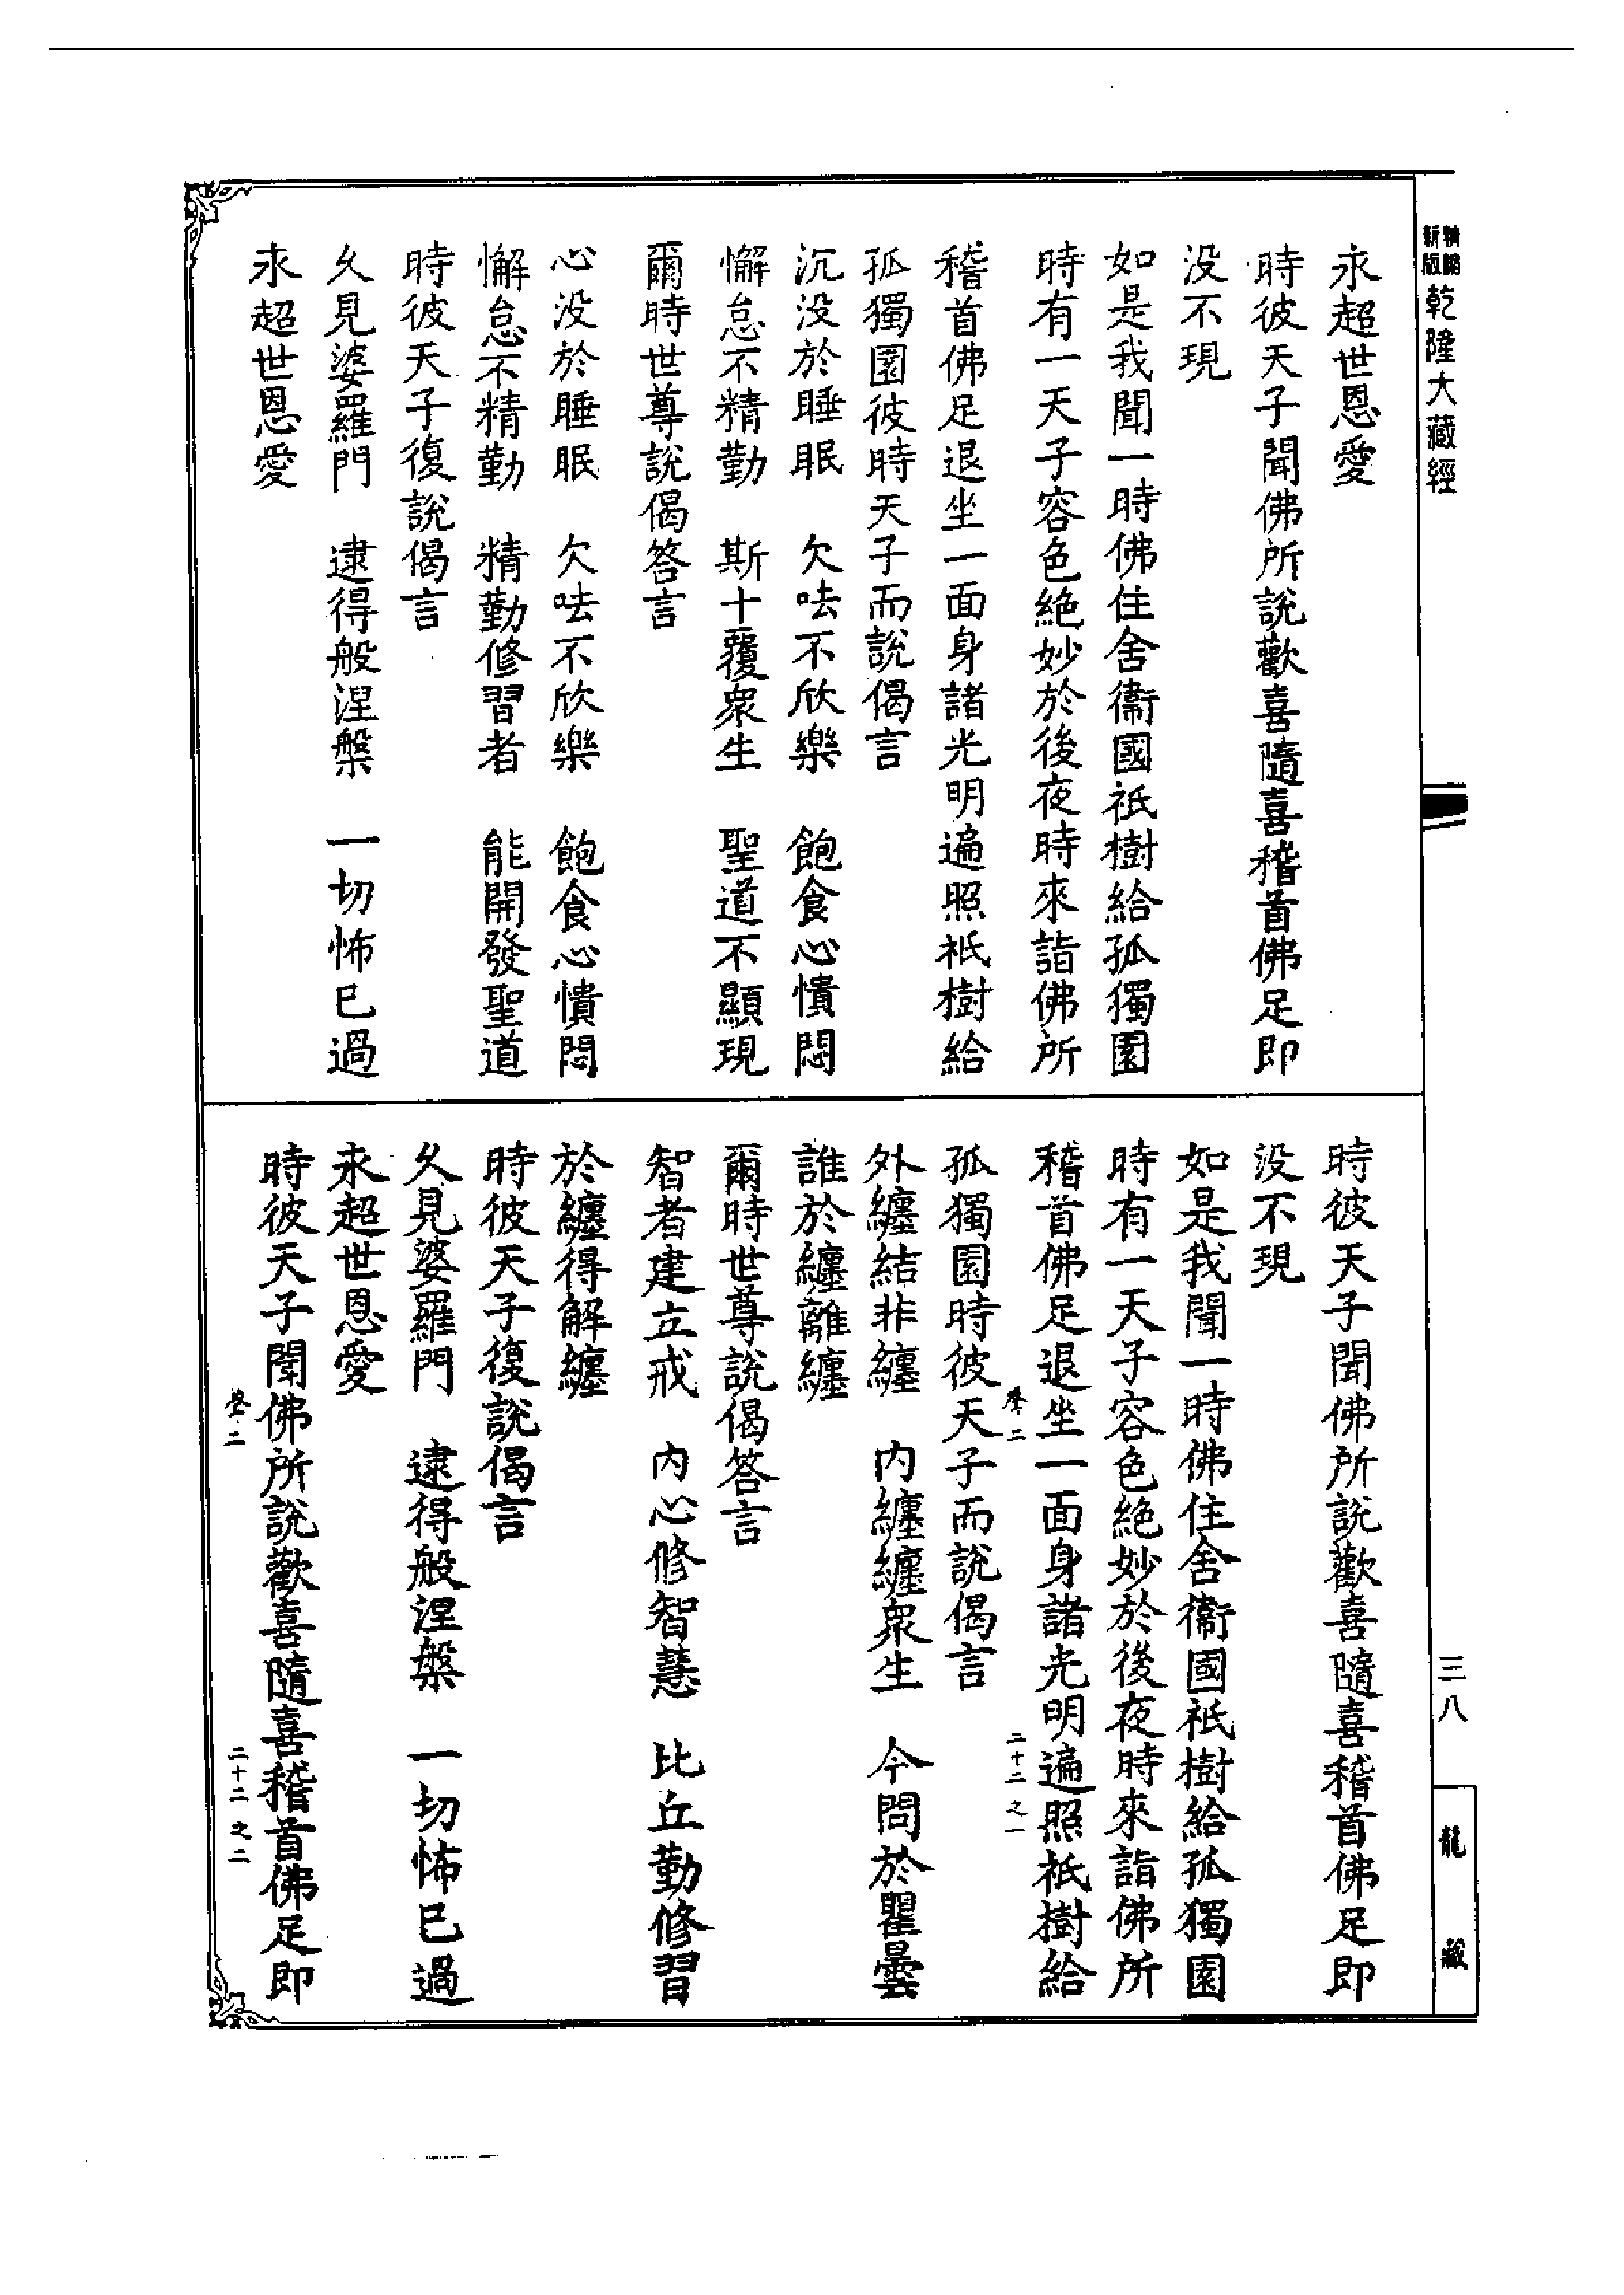 新版
乾隆大藏經
永超世恩愛
時彼天子聞佛所說歡喜隨喜稽首佛足即
没不現
如是我聞一時佛住舍衞國祇樹給孤獨園
時有一天子容色絶妙於後夜時來詣佛所
稽首佛足退坐一面身諸光明遍照祇樹給
孤獨園彼時天子而說偈言
沉没於睡眠　欠呿不欣樂　飽食心憒悶
懈怠不精勤　斯十覆衆生　聖道不顯現
爾時世尊說偈答言
心没於睡眠　欠呿不欣樂　飽食心憒悶
懈怠不精勤　精勤修習者　能開發聖道
時彼天子復說偈言
久見婆羅門　逮得般涅槃　一切怖已過
永超世恩愛
時彼天子聞佛所說歡喜隨喜稽首佛足即
没不現
如是我聞一時佛住舍衞國祇樹給孤獨園
時有一天子容色絶妙於後夜時來詣佛所
稽首佛足退坐一面身諸光明遍照祇樹給
二　二十二之一
孤獨園時彼天子而說偈言
外纏結非纏　内纏纏衆生　今問於瞿曇
誰於纏離纏
爾時世尊說偈答言
智者建立戒　内心修智慧　比丘勤修習
於纏得解纏
時彼天子復說偈言
久見婆羅門　逮得般涅槃　一切怖已過
永超世恩愛
時彼天子聞佛所說歡喜隨喜稽首佛足即
二　二十二之二
三八
龍藏